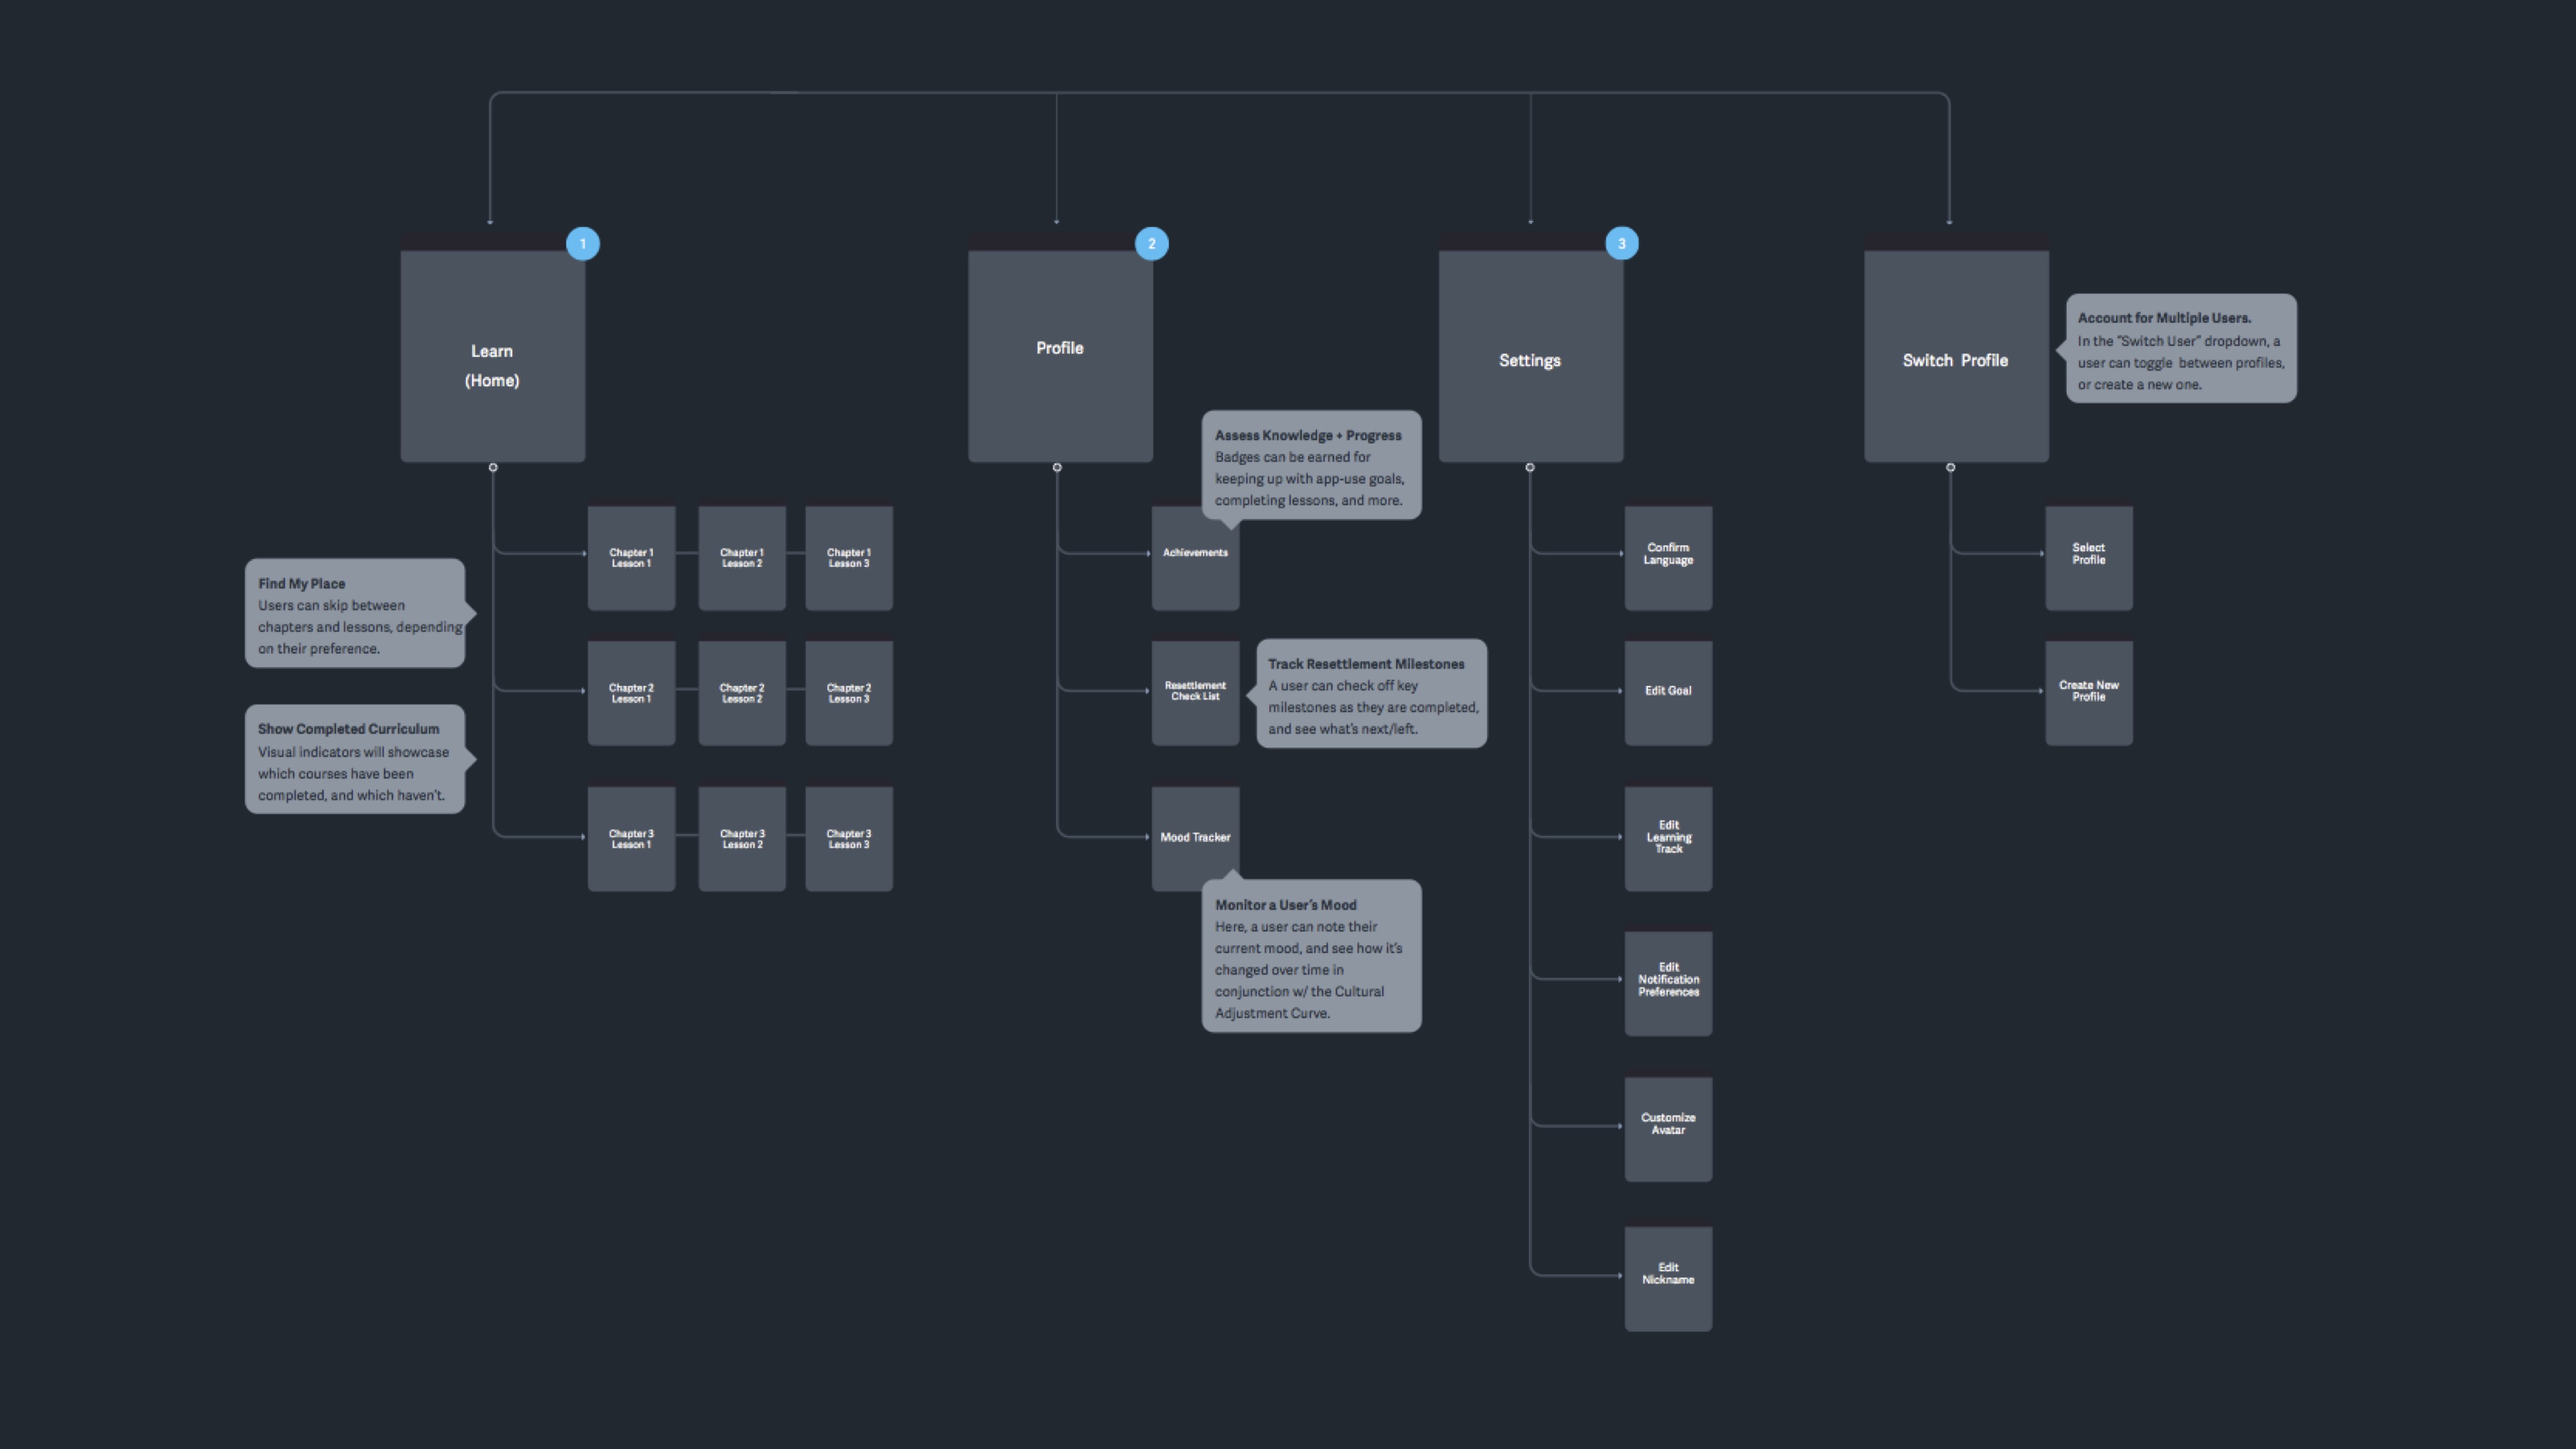 1
2
3
Learn
(Home)
Profile
Settings
Switch Profile
Account for Multiple Users.
In the “Switch User” dropdown, a
user can toggle between profiles,
or create a new one.
Assess Knowledge + Progress
Badges can be earned for
keeping up with app-use goals,
completing lessons, and more.
Find My Place
Users can skip between
chapters and lessons, depending
on their preference.
Show Completed Curriculum
Visual indicators will showcase
which courses have been
completed, and which haven’t.
Chapter 1
Lesson 1
Chapter 1
Lesson 2
Chapter 1
Lesson 3
Chapter 2
Lesson 1
Chapter 2
Lesson 2
Chapter 2
Lesson 3
Chapter 3
Lesson 1
Chapter 3
Lesson 2
Chapter 3
Lesson 3
Achievements
Resettlement
Check List
Track Resettlement Milestones
A user can check off key
milestones as they are completed,
and see what’s next/left.
Mood Tracker
Monitor a User’s Mood
Here, a user can note their
current mood, and see how it’s
changed over time in
conjunction w/ the Cultural
Adjustment Curve.
Confirm
Language
Edit Goal
Edit
Learning
Track
Edit
Notification
Preferences
Customize
Avatar
Edit
Nickname
Select
Profile
Create New
Profile